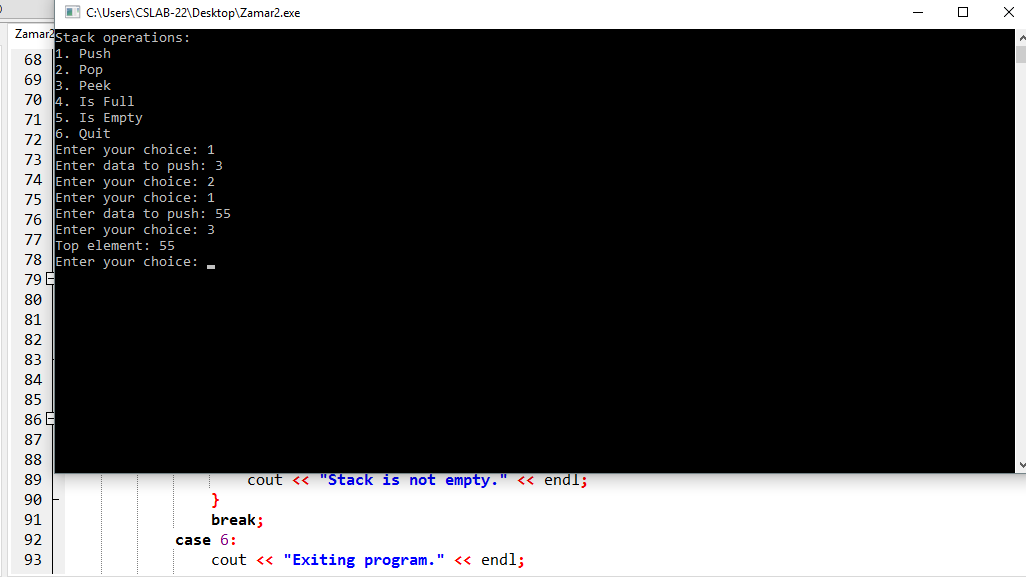 C:\Users\CSLAB-22\Desktop\Zamar2.exe
Zamar2
Stack operations:
1. Push
2. Pop
3. Peek
4. Is Full
5. Is Empty
6. Quit
Enter your choice: 1
Enter data to push: 3
Enter your choice: 2
Enter your choice: 1
Enter data to push: 55
Enter your choice: 3
Top element: 55
Enter your choice:
68
69
70
71
72
73
74
75
76
77
78
79
80
81
82
83
84
85
86
87
88
89 cout << "Stack is not empty." << endl;
90 }
91 break;
92 case 6:
93 cout << "Exiting program." << endl;